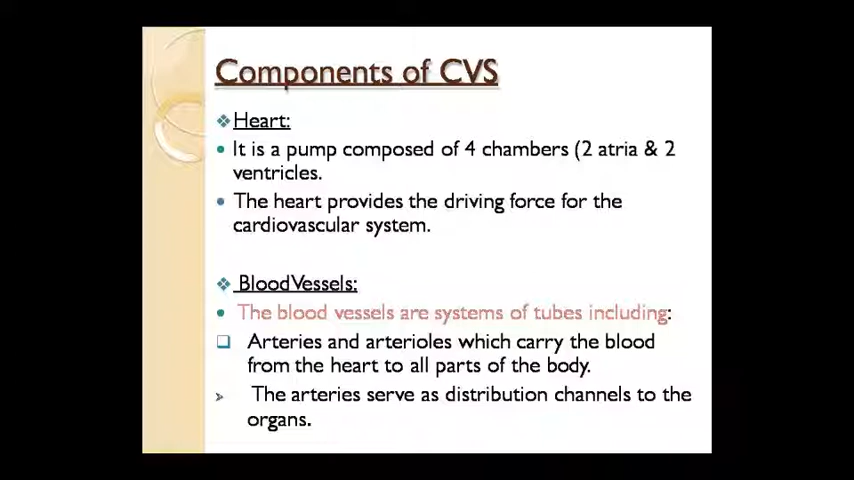 Components of CVS
❖ Heart:
• It is a pump composed of 4 chambers (2 atria & 2
ventricles.
• The heart provides the driving force for the
cardiovascular system.
❖ Blood Vessels:
• The blood vessels are systems of tubes including:
❑ Arteries and arterioles which carry the blood
from the heart to all parts of the body.
➢ The arteries serve as distribution channels to the
organs.